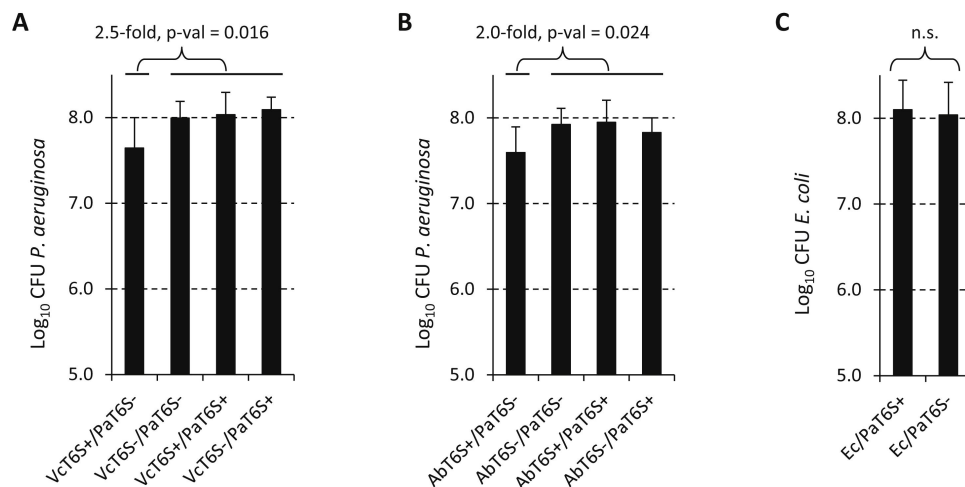 A
2.5-fold, p-val = 0.016
Log10 CFU P. aeruginosa
8.0
7.0
6.0
5.0
VcT6S+/PaT6S-
VcT6S-/PaT6S-
VcT6S+/PaT6S+
VcT6S-/PaT6S+
B
2.0-fold, p-val = 0.024
Log10 CFU P. aeruginosa
8.0
7.0
6.0
5.0
AbT6S+/PaT6S-
AbT6S-/PaT6S-
AbT6S+/PaT6S+
AbT6S-/PaT6S+
C
n.s.
Log10 CFU E. coli
8.0
7.0
6.0
5.0
Ec/PaT6S+
Ec/PaT6S-